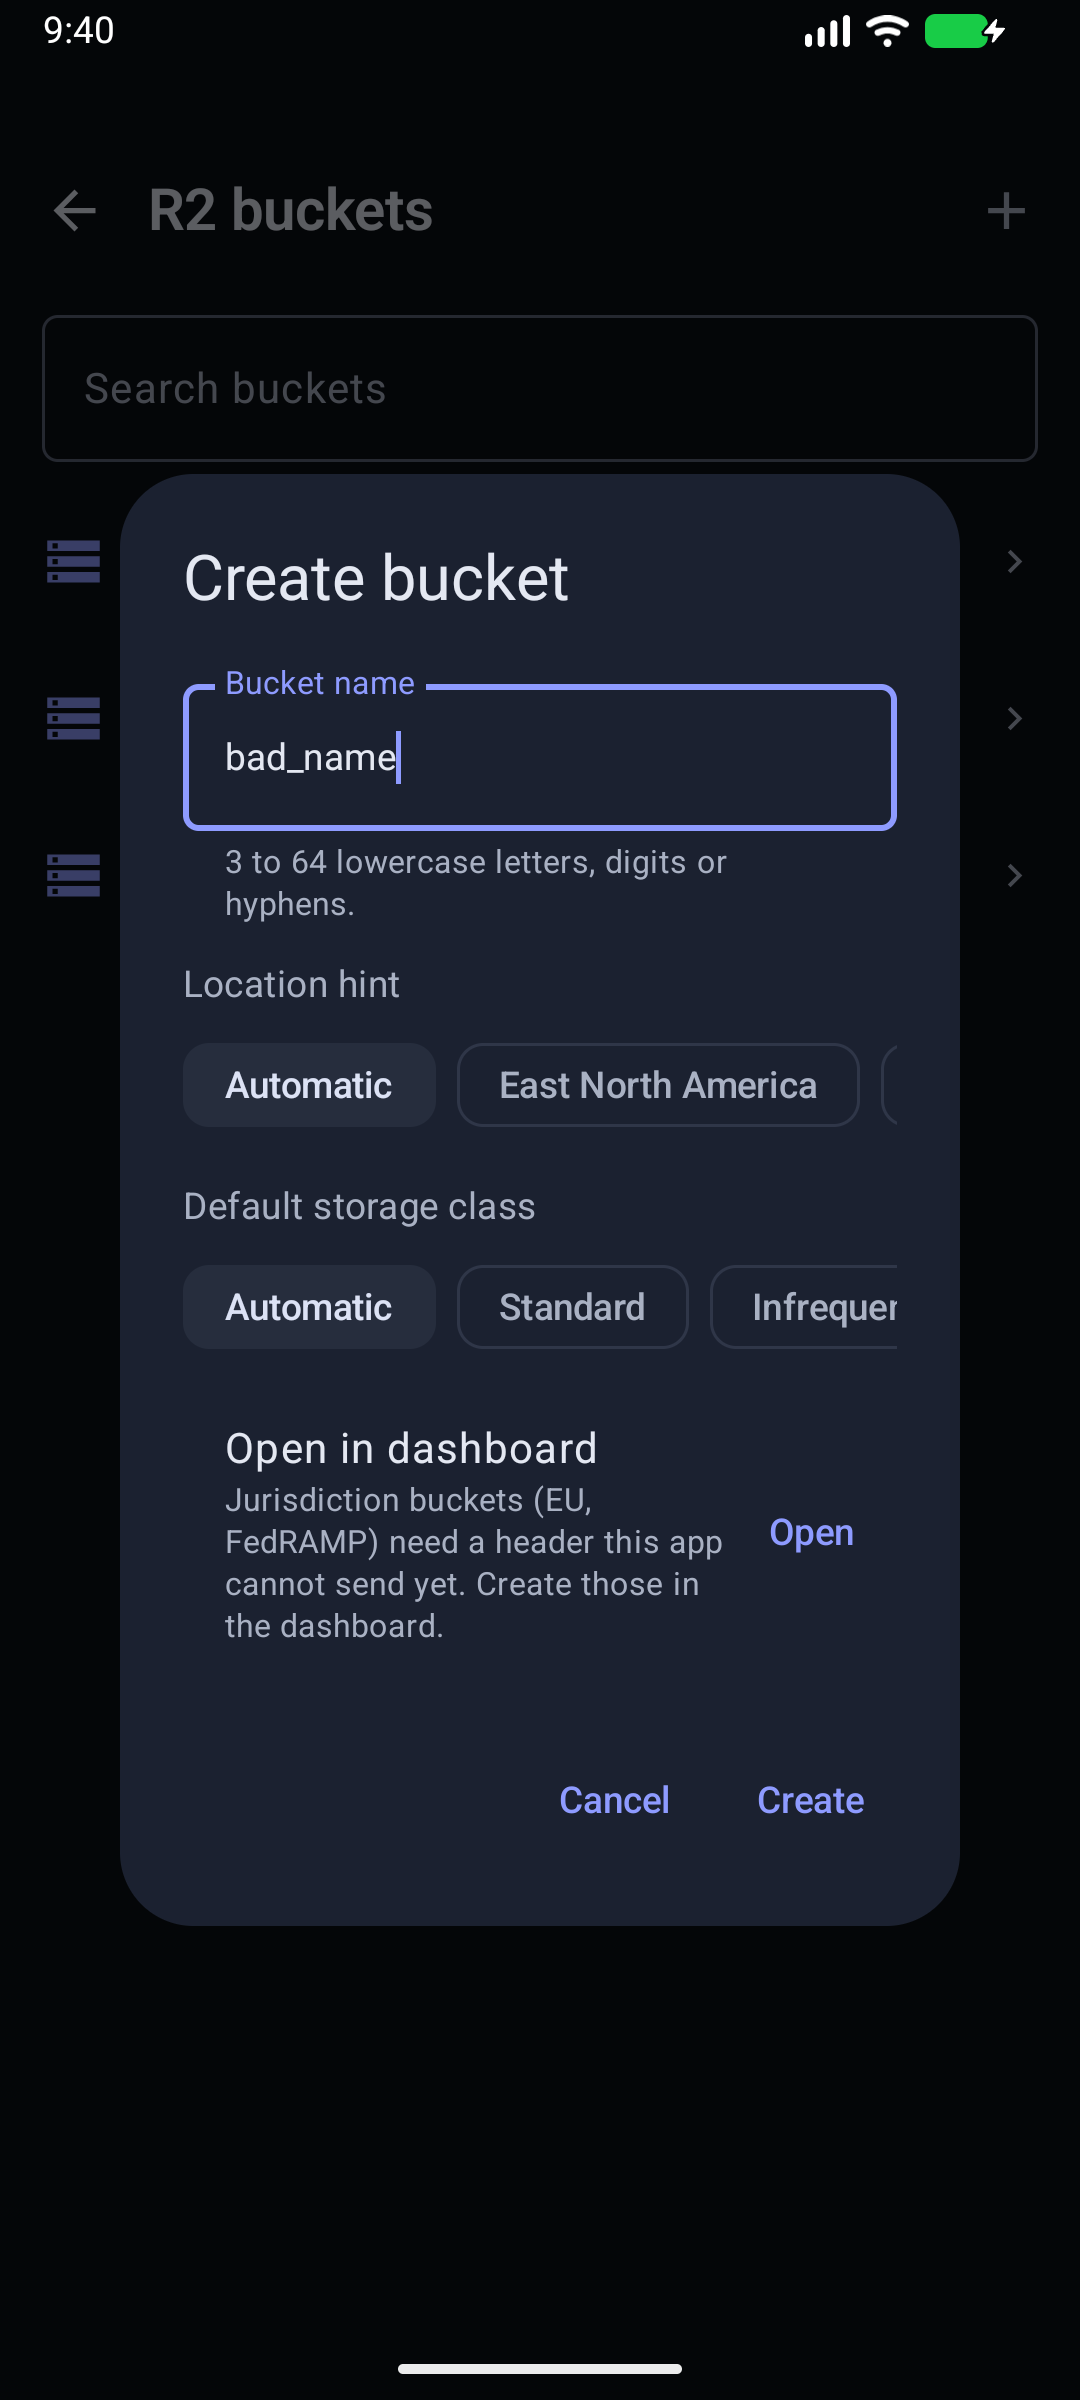 9:40
R2 buckets
Search buckets
Create bucket
Bucket name
bad_name
3 to 64 lowercase letters, digits or
hyphens.
Location hint
Automatic
East North America
Default storage class
Automatic
Standard
Open in dashboard
Jurisdiction buckets (EU,
FedRAMP) need a header this app
cannot send yet. Create those in
the dashboard.
Open
Cancel
Create